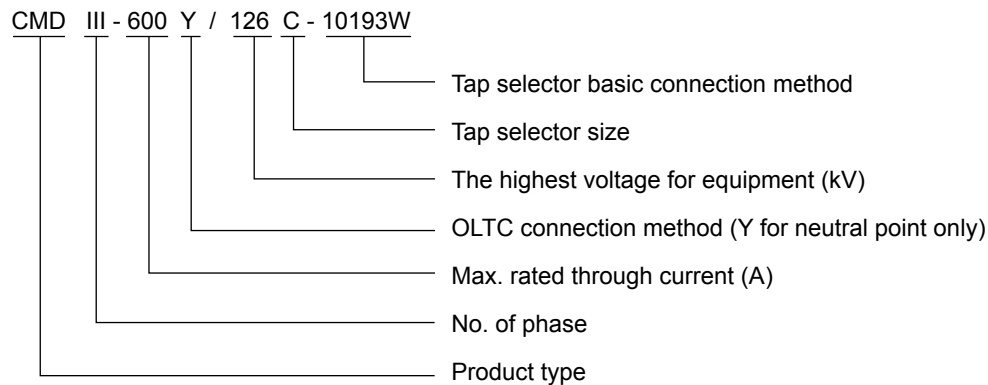 CMD III - 600 Y / 126 C - 10193W
Tap selector basic connection method
Tap selector size
The highest voltage for equipment (kV)
OLTC connection method (Y for neutral point only)
Max. rated through current (A)
No. of phase
Product type